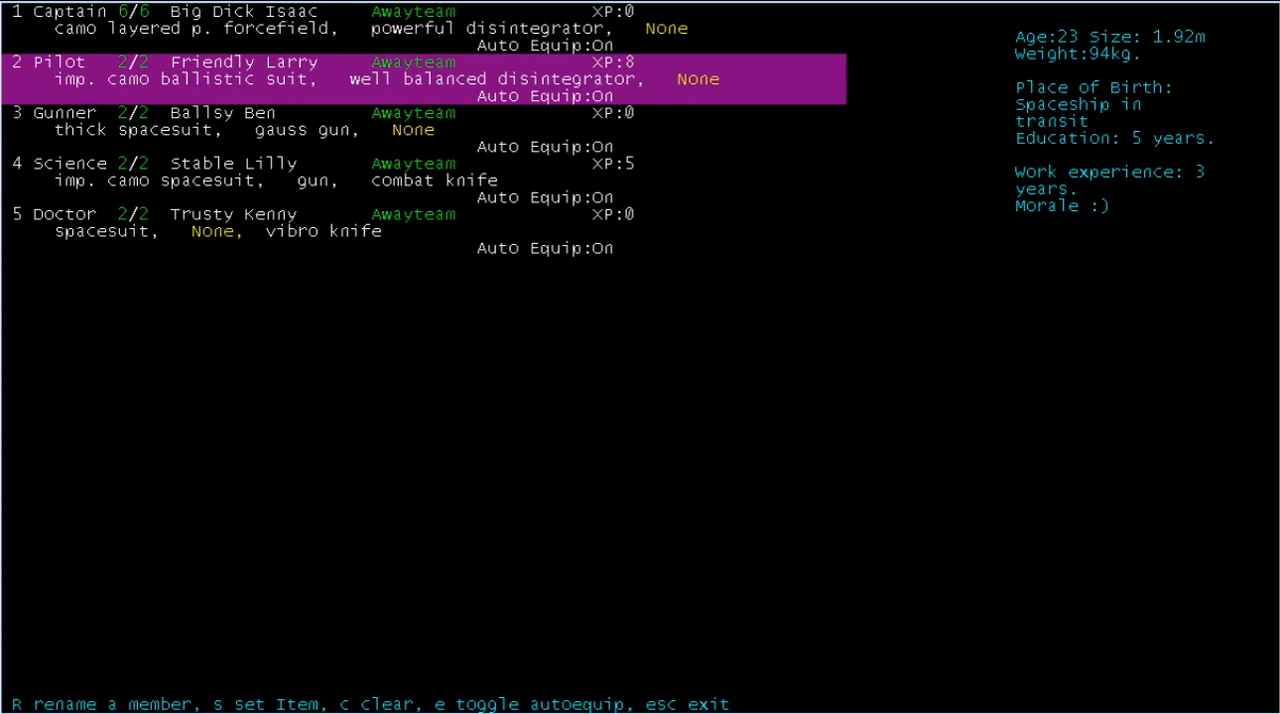 1 Captain 6/6 Big Dick Isaac Awayteam XP:0
camo layered p. forcefield, powerful disintegrator, None
Auto Equip:On
2 Pilot 2/2 Friendly Larry Awayteam XP:8
imp. camo ballistic suit, well balanced disintegrator, None
Auto Equip:On
3 Gunner 2/2 Ballsy Ben Awayteam XP:0
thick spacesuit, gauss gun, None
Auto Equip:On
4 Science 2/2 Stable Lilly Awayteam XP:5
imp. camo spacesuit, gun, combat knife
Auto Equip:On
5 Doctor 2/2 Trusty Kenny Awayteam XP:0
spacesuit, None, vibro knife
Auto Equip:On
Age:23 Size: 1.92m
Weight:94kg.
Place of Birth:
Spaceship in
transit
Education: 5 years.
Work experience: 3
years.
Morale :)
R rename a member, s set Item, c clear, e toggle autoequip, esc exit